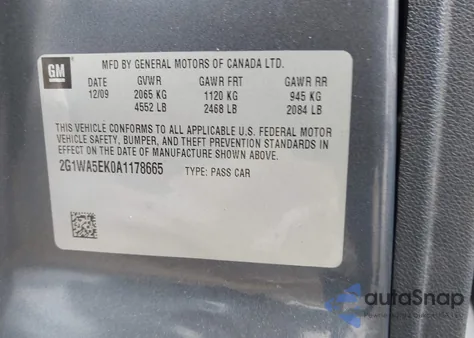 GM
MFD BY GENERAL MOTORS OF CANADA LTD.
DATE GVWR GAWR FRT GAWR RR
12/09 2065 KG 1120 KG 945 KG
4552 LB 2468 LB 2084 LB
THIS VEHICLE CONFORMS TO ALL APPLICABLE U.S. FEDERAL MOTOR
VEHICLE SAFETY, BUMPER, AND THEFT PREVENTION STANDARDS IN
EFFECT ON THE DATE OF MANUFACTURE SHOWN ABOVE.
2G1WA5EK0A1178665 TYPE: PASS CAR
autoSnap